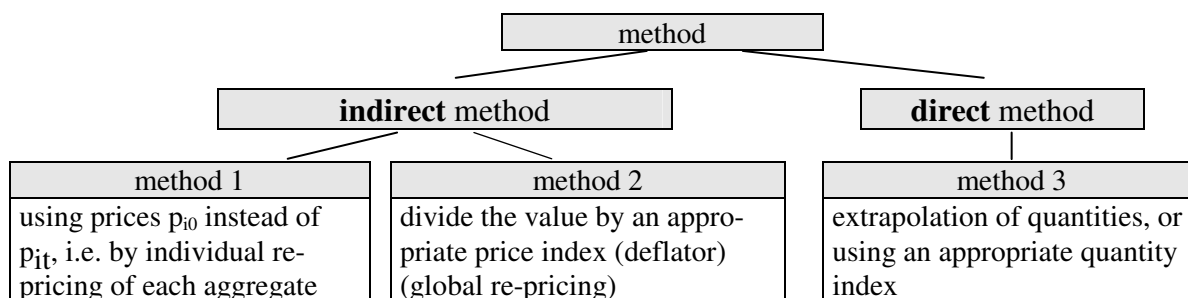 method
indirect method
direct method
method 1
using prices pi0 instead of
pit, i.e. by individual re-
pricing of each aggregate
method 2
divide the value by an appro-
priate price index (deflator)
(global re-pricing)
method 3
extrapolation of quantities, or
using an appropriate quantity
index